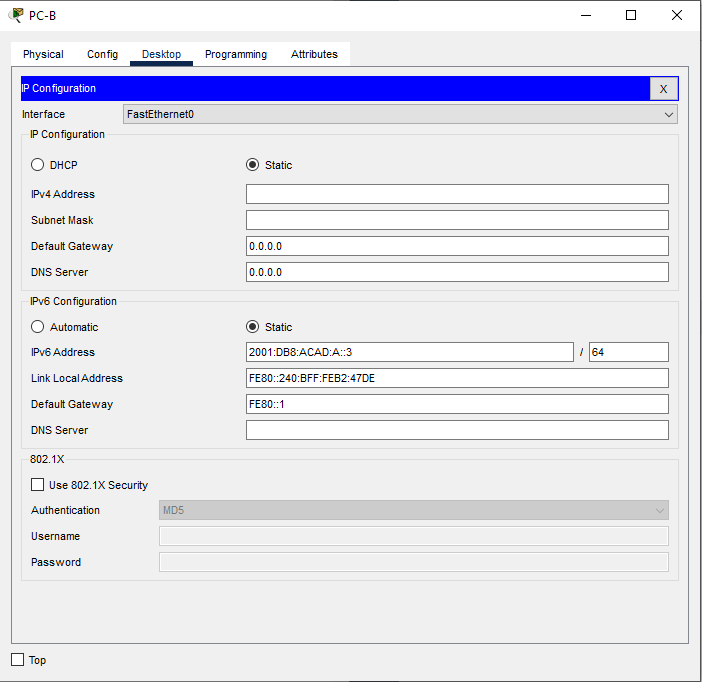 PC-B
Physical Config Desktop Programming Attributes
IP Configuration X
Interface FastEthernet0
IP Configuration
DHCP Static
IPv4 Address
Subnet Mask
Default Gateway 0.0.0.0
DNS Server 0.0.0.0
IPv6 Configuration
Automatic Static
IPv6 Address 2001:DB8:ACAD:A::3 / 64
Link Local Address FE80::240:BFF:FEB2:47DE
Default Gateway FE80::1
DNS Server
802.1X
Use 802.1X Security
Authentication MD5
Username
Password
Top